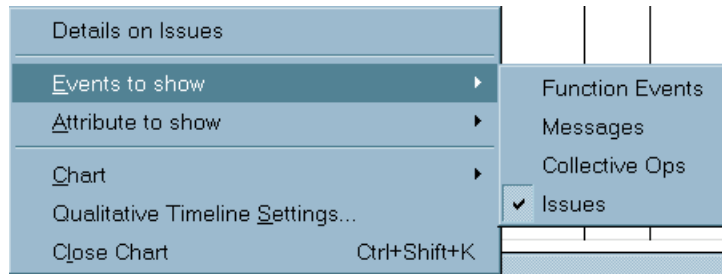 Details on Issues
Events to show
Attribute to show
Chart
Qualitative Timeline Settings...
Close Chart Ctrl+Shift+K
Function Events
Messages
Collective Ops
Issues